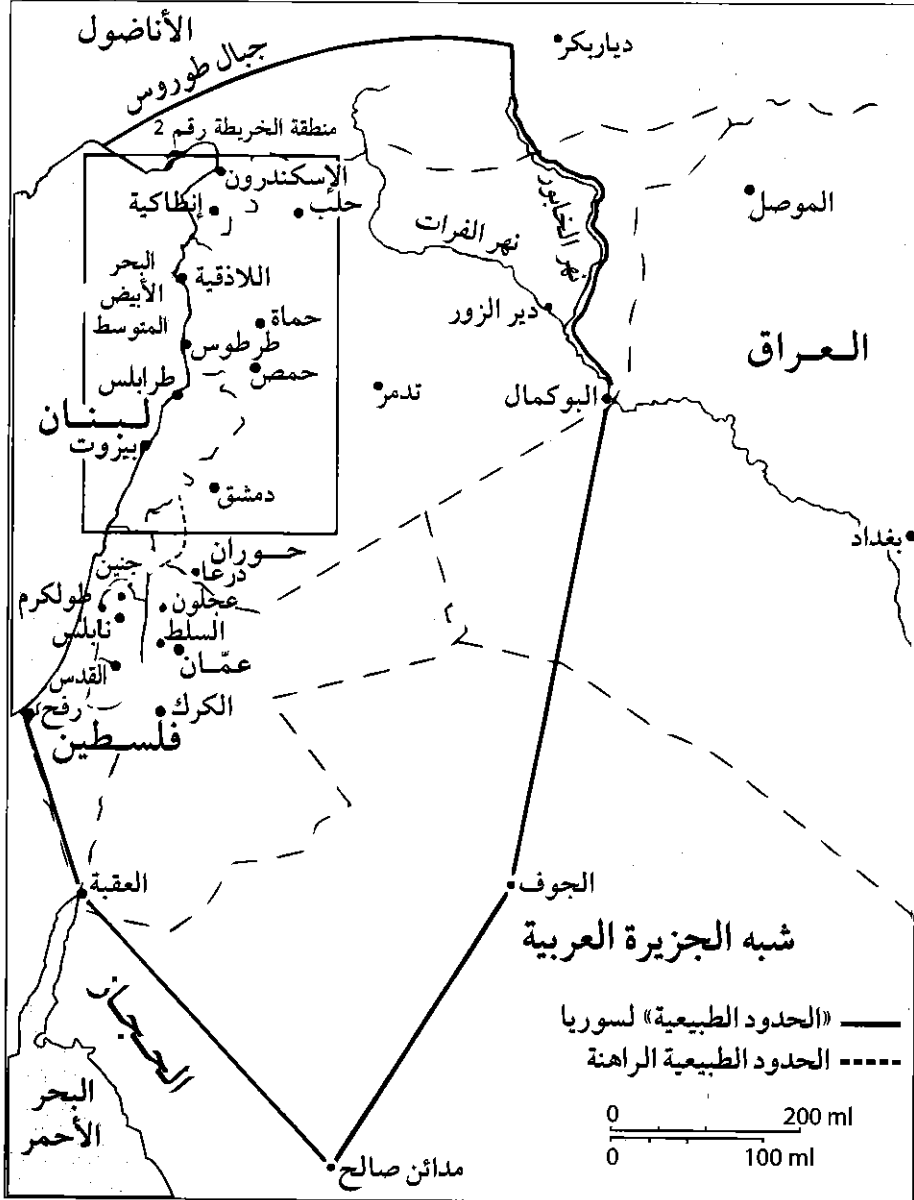 الأناضول
جبال طوروس
دياربكر
منطقة الخريطة رقم 2
الإسكندرون
إنطاكية
حلب
نهر الفرات
نهر الخابور
الموصل
البحر
الأبيض
المتوسط
اللاذقية
حماة
طرطوس
حمص
دير الزور
العراق
طرابلس
تدمر
البوكمال
لبنان
بيروت
دمشق
بغداد
حوران
درعا
جنين
طولكرم
عجلون
نابلس
السلط
عمّان
القدس
الكرك
رفح
فلسطين
العقبة
الجوف
شبه الجزيرة العربية
الحجاز
«الحدود الطبيعية» لسوريا
الحدود الطبيعية الراهنة
البحر
الأحمر
0 200 ml
0 100 ml
مدائن صالح